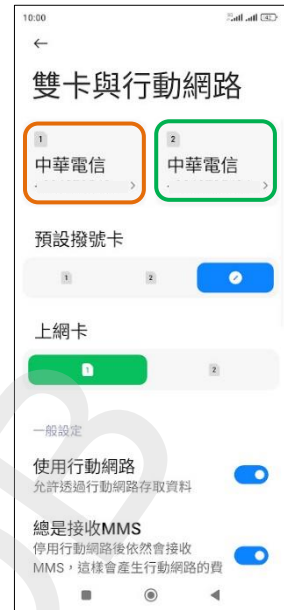 10:00
雙卡與行動網路
1
中華電信
2
中華電信
預設撥號卡
1
2
上網卡
1
2
一般設定
使用行動網路
允許透過行動網路存取資料
總是接收MMS
停用行動網路後依然會接收
MMS，這樣會產生行動網路的費